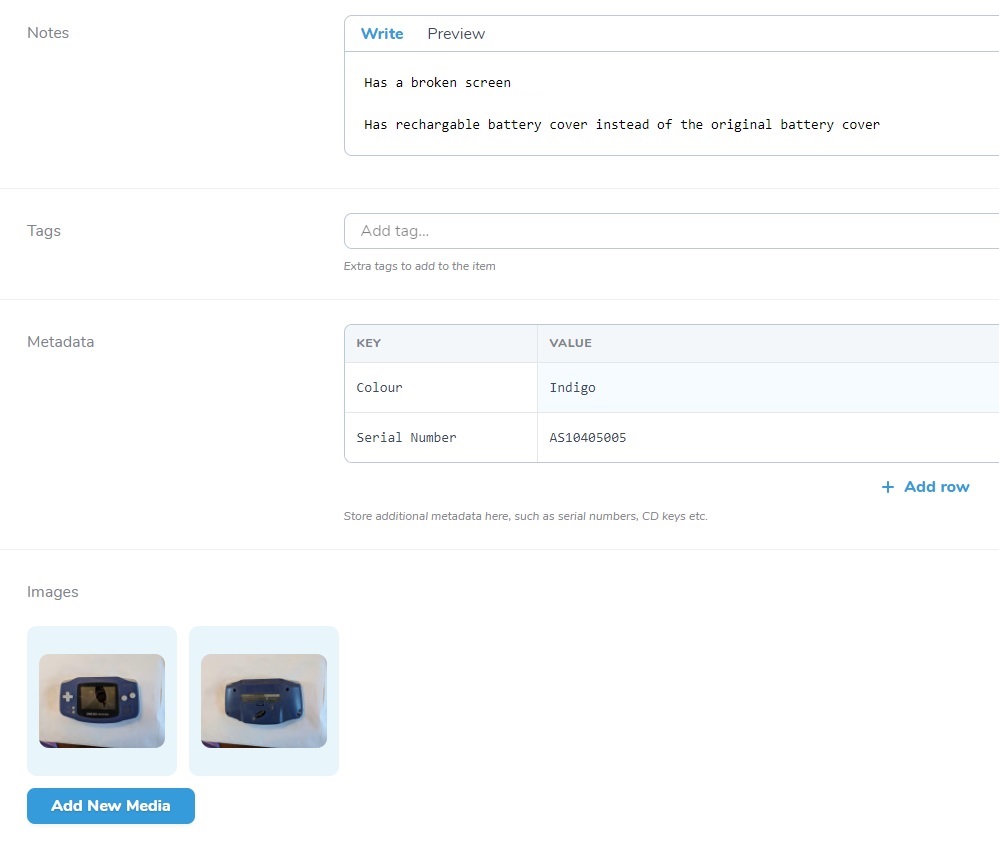 Notes
Write Preview
Has a broken screen
Has rechargable battery cover instead of the original battery cover
Tags
Add tag...
Extra tags to add to the item
Metadata
KEY VALUE
Colour Indigo
Serial Number AS10405005
+ Add row
Store additional metadata here, such as serial numbers, CD keys etc.
Images
Add New Media